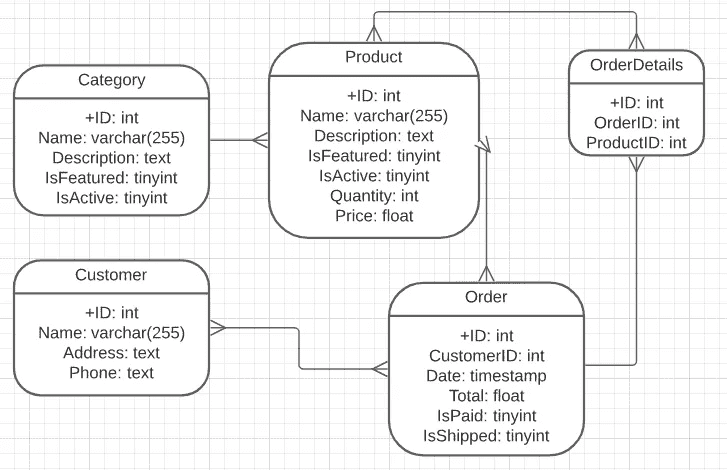 Category
+ID: int
Name: varchar(255)
Description: text
IsFeatured: tinyint
IsActive: tinyint
Product
+ID: int
Name: varchar(255)
Description: text
IsFeatured: tinyint
IsActive: tinyint
Quantity: int
Price: float
OrderDetails
+ID: int
OrderID: int
ProductID: int
Customer
+ID: int
Name: varchar(255)
Address: text
Phone: text
Order
+ID: int
CustomerID: int
Date: timestamp
Total: float
IsPaid: tinyint
IsShipped: tinyint